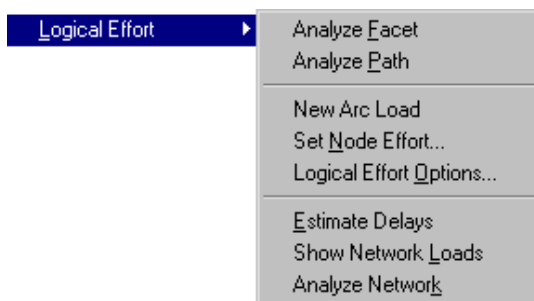 Logical Effort
Analyze Facet
Analyze Path
New Arc Load
Set Node Effort...
Logical Effort Options...
Estimate Delays
Show Network Loads
Analyze Network